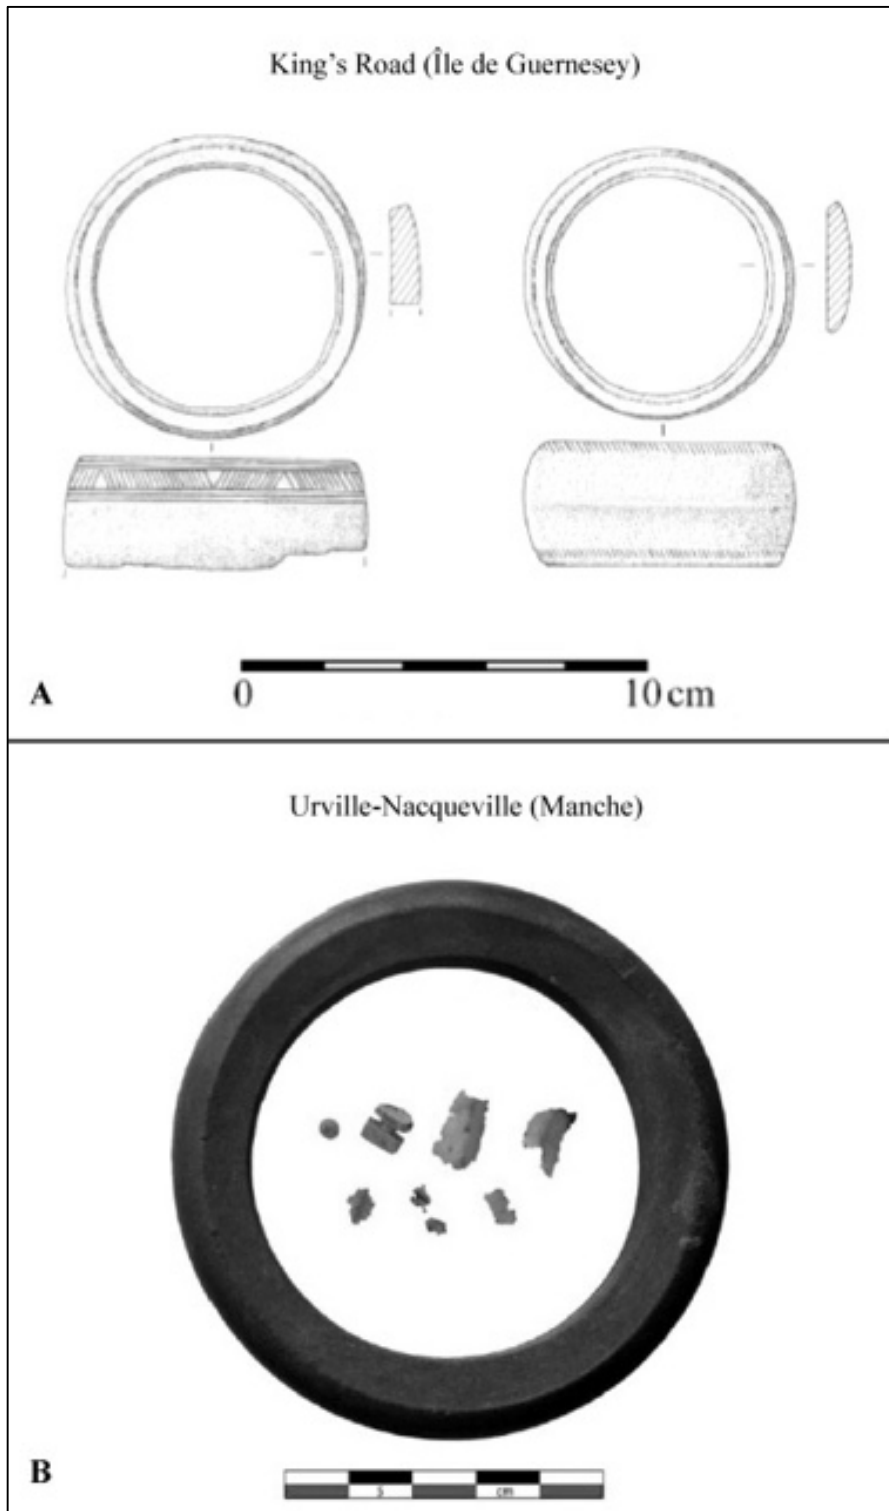 King's Road (Île de Guernesey)
A
0 10 cm
Urville-Nacqueville (Manche)
B
5 cm